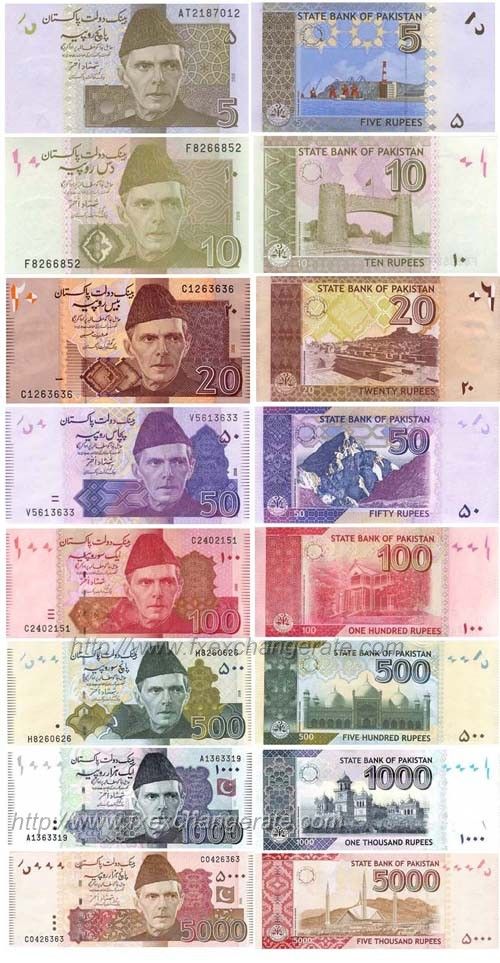 AT2187012
بینک دولت پاکستان
پانچ روپیہ
۵
5
STATE BANK OF PAKISTAN
5
FIVE RUPEES
۵
F8266852
بینک دولت پاکستان
دس روپیہ
۱۰
10
F8266852
STATE BANK OF PAKISTAN
10
TEN RUPEES
۱۰
C1263636
بینک دولت پاکستان
بیس روپیہ
۲۰
20
C1263636
STATE BANK OF PAKISTAN
20
20
TWENTY RUPEES
۲۰
V5613633
بینک دولت پاکستان
پچاس روپیہ
۵۰
50
V5613633
STATE BANK OF PAKISTAN
50
50
FIFTY RUPEES
۵۰
C2402151
بینک دولت پاکستان
ایک سو روپیہ
۱۰۰
100
C2402151
STATE BANK OF PAKISTAN
100
100
ONE HUNDRED RUPEES
۱۰۰
http://www.fxexchangerate.com
H8260626
بینک دولت پاکستان
پانچ سو روپیہ
۵۰۰
500
H8260626
STATE BANK OF PAKISTAN
500
500
FIVE HUNDRED RUPEES
۵۰۰
A1363319
بینک دولت پاکستان
ایک ہزار روپیہ
۱۰۰۰
1000
A1363319
STATE BANK OF PAKISTAN
1000
1000
ONE THOUSAND RUPEES
۱۰۰۰
http://www.fxexchangerate.com
C0426363
بینک دولت پاکستان
پانچ ہزار روپیہ
۵۰۰۰
5000
C0426363
STATE BANK OF PAKISTAN
5000
5000
FIVE THOUSAND RUPEES
۵۰۰۰